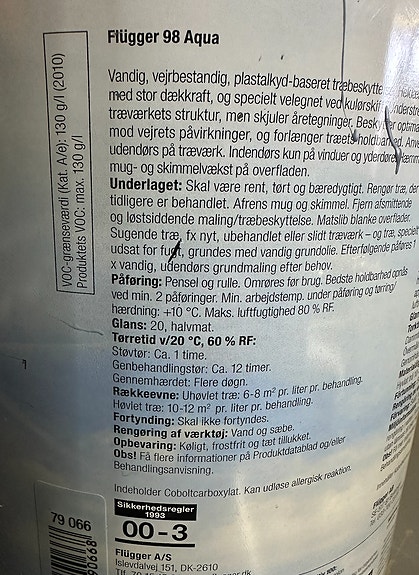 Flügger 98 Aqua
VOC-grænseværdi (Kat. A/e): 130 g/l (2010)
Produktets VOC: max. 130 g/l
Vandig, vejrbestandig, plastalkyd-baseret træbeskyttelse
med stor dækkraft, og specielt velegnet ved kulørskift
træværkets struktur, men skjuler åretegninger. optima
mod vejrets påvirkninger, og forlænger træets holdbarhed.
udendørs på træværk. Indendørs kun på vinduer og yderdøre
mug- og skimmelvækst på overfladen.
Underlaget: Skal være rent, tørt og bæredygtigt. Rengør træ, der
tidligere er behandlet. Afrens mug og skimmel. Fjern afsmittende
og løstsiddende maling/træbeskyttelse. Matslib blanke overflader.
Sugende træ, fx nyt, ubehandlet eller slidt træværk – og træ, specielt
udsat for fugt, grundes med vandig grundolie. Efterfølgende påføres 1
x vandig, udendørs grundmaling efter behov.
Påføring: Pensel og rulle. Omrøres før brug. Bedste holdbarhed opnås
ved min. 2 påføringer. Min. arbejdstemp. under påføring og tørring/
hærdning: +10 °C. Maks. luftfugtighed 80 % RF.
Glans: 20, halvmat.
Tørretid v/20 °C, 60 % RF:
Støvtør: Ca. 1 time.
Genbehandlingstør: Ca. 12 timer.
Gennemhærdet: Flere døgn.
Rækkeevne: Uhøvlet træ: 6-8 m² pr. liter pr. behandling.
Høvlet træ: 10-12 m² pr. liter pr. behandling.
Fortynding: Skal ikke fortyndes.
Rengøring af værktøj: Vand og sæbe.
Opbevaring: Køligt, frostfrit og tæt tillukket.
Obs! Få flere informationer på Produktdatablad og/eller
Behandlingsanvisning.
Indeholder Coboltcarboxylat. Kan udløse allergisk reaktion.
Sikkerhedsregler
1993
00-3
79 066
90668
Flügger A/S
Islevdalvej 151, DK-2610